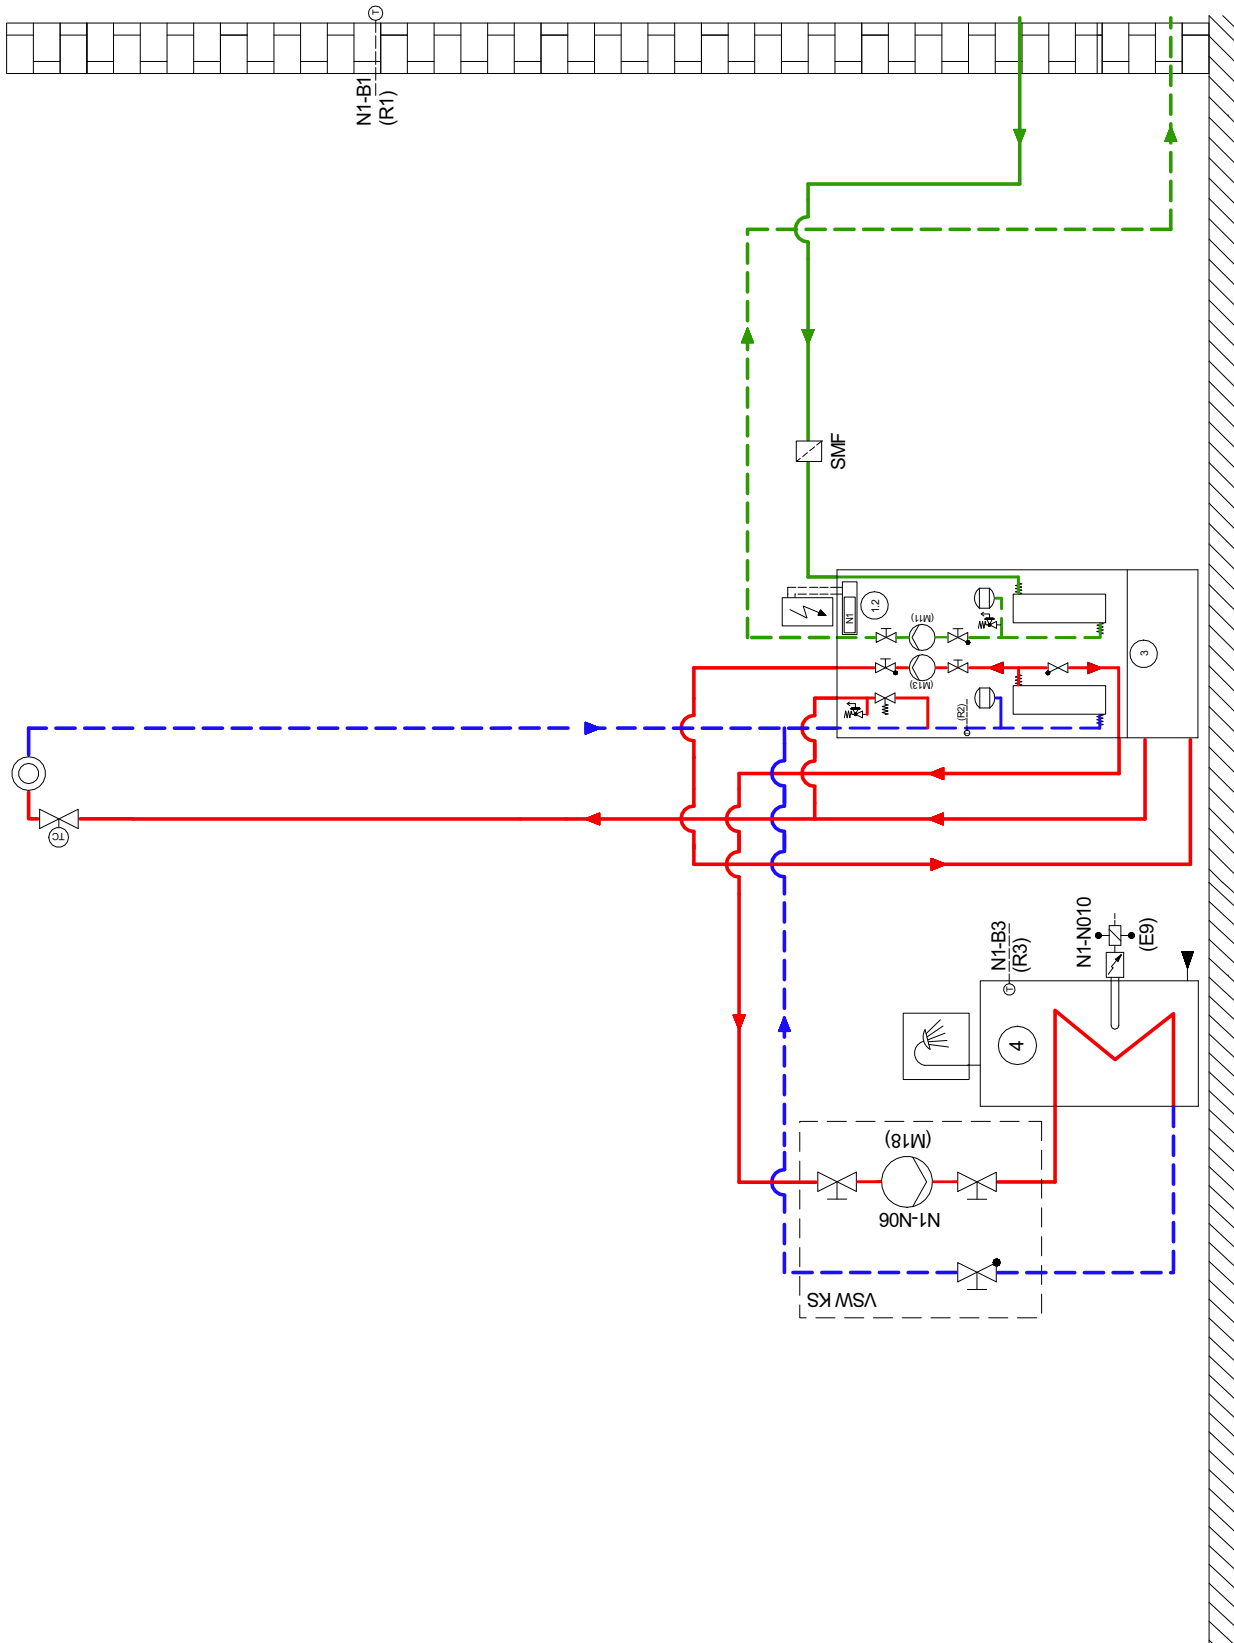 T
N1-B1
(R1)
SMF
N1
1.2
(M11)
(M13)
(R2)
3
TC
N1-B3
(R3)
T
N1-N010
(E9)
4
(M18)
N1-N06
VSW KS